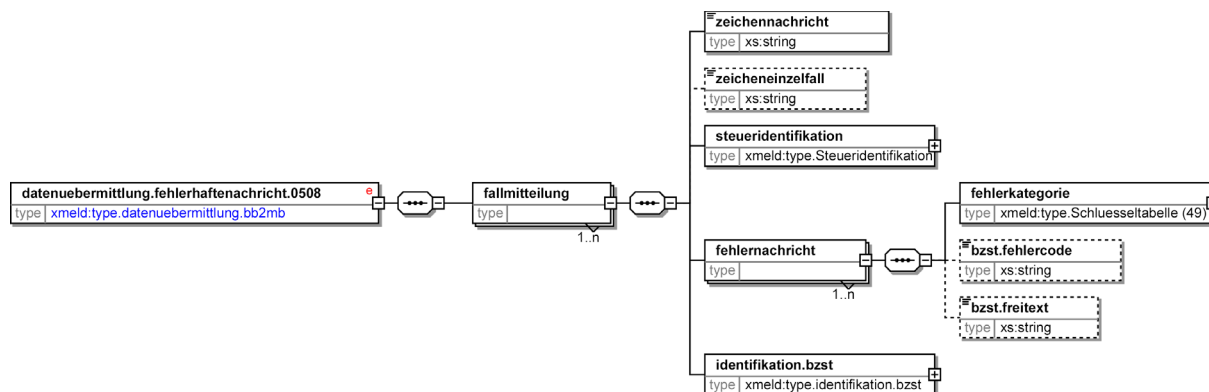 zeichennachricht
type xs:string
zeicheneinzelfall
type xs:string
steueridentifikation
type xmeld:type.Steueridentifikation
datenuebermittlung.fehlerhaftenachricht.0508 e
type xmeld:type.datenuebermittlung.bb2mb
fallmitteilung
type
1..n
fehlernachricht
type
1..n
fehlerkategorie
type xmeld:type.Schluesseltabelle (49)
bzst.fehlercode
type xs:string
bzst.freitext
type xs:string
identifikation.bzst
type xmeld:type.identifikation.bzst